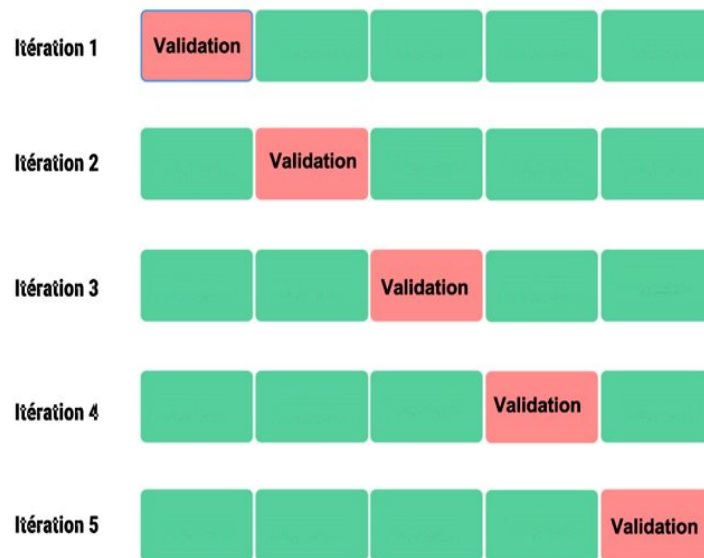 Itération 1
Validation
Itération 2
Validation
Itération 3
Validation
Itération 4
Validation
Itération 5
Validation